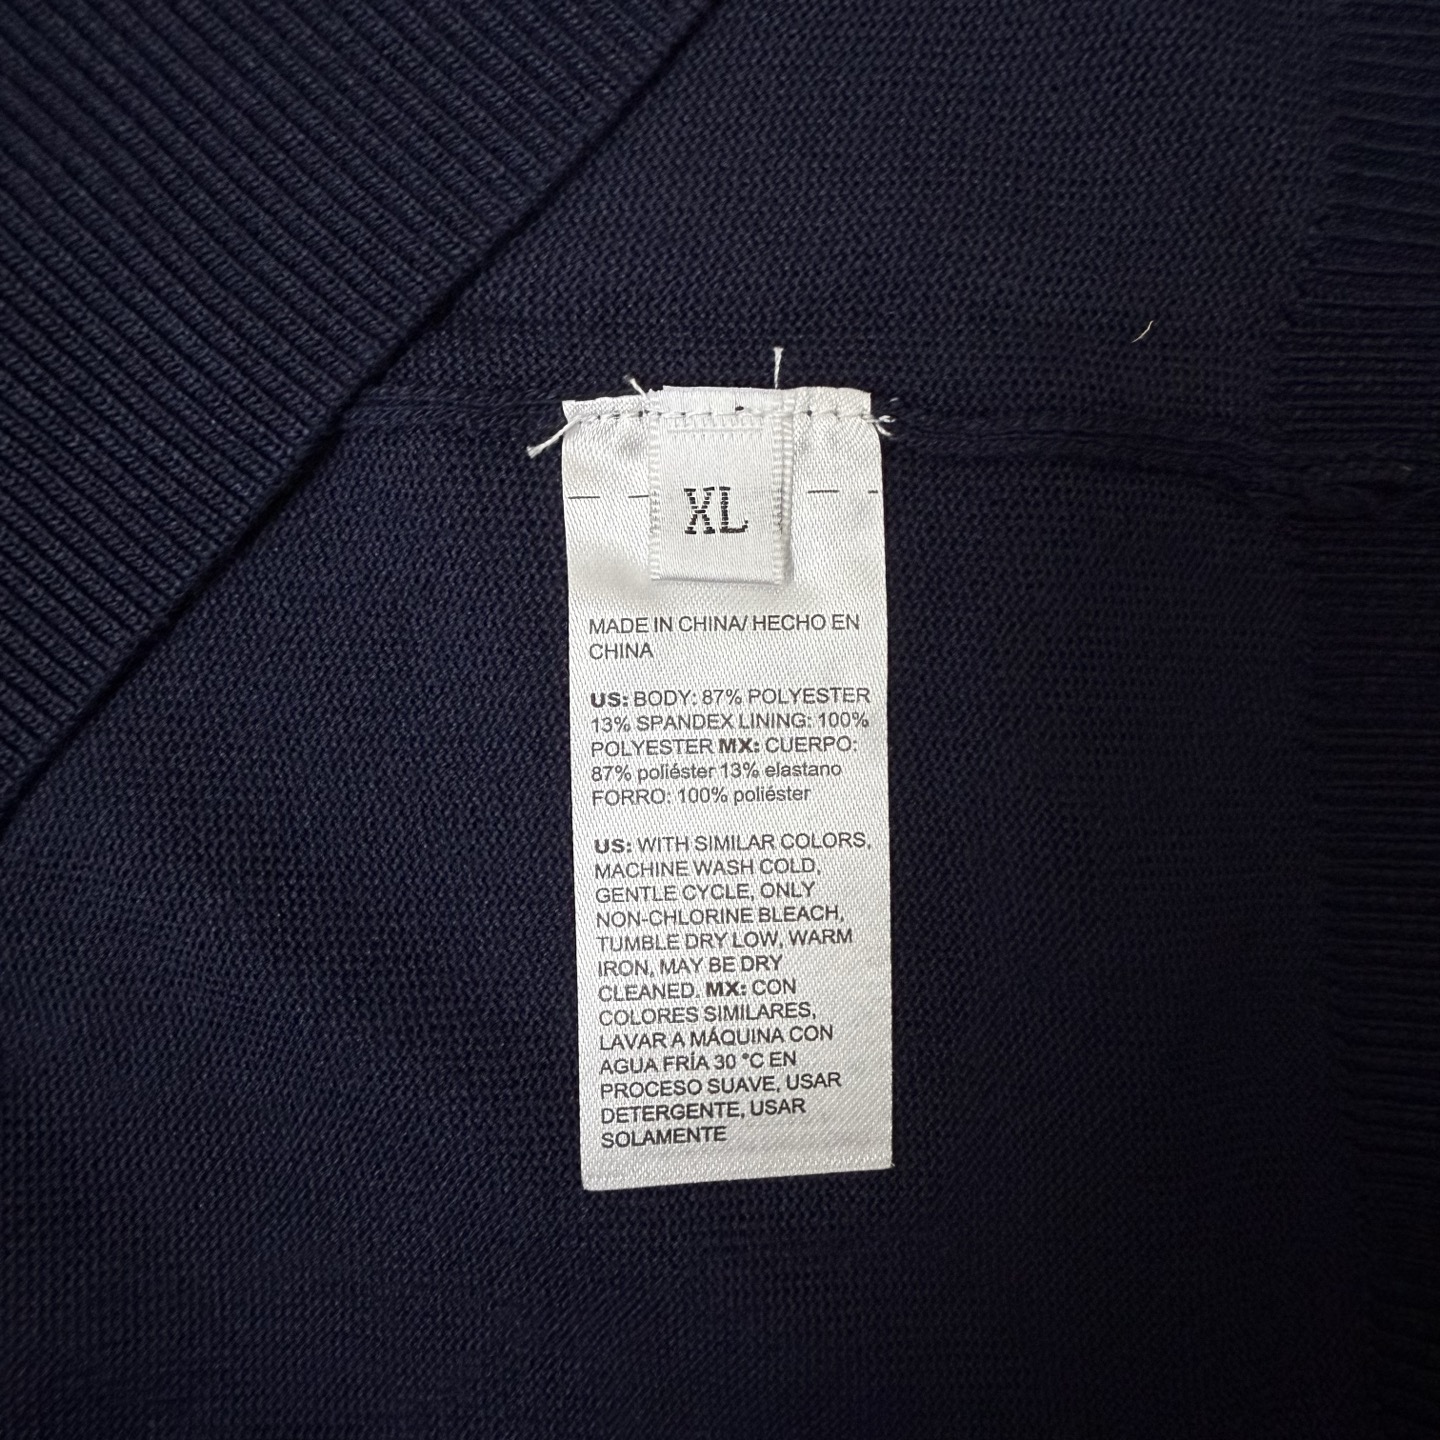 XL
MADE IN CHINA/ HECHO EN
CHINA
US: BODY: 87% POLYESTER
13% SPANDEX LINING: 100%
POLYESTER MX: CUERPO:
87% poliéster 13% elastano
FORRO: 100% poliéster
US: WITH SIMILAR COLORS,
MACHINE WASH COLD,
GENTLE CYCLE, ONLY
NON-CHLORINE BLEACH,
TUMBLE DRY LOW, WARM
IRON, MAY BE DRY
CLEANED. MX: CON
COLORES SIMILARES,
LAVAR A MÁQUINA CON
AGUA FRÍA 30 °C EN
PROCESO SUAVE, USAR
DETERGENTE, USAR
SOLAMENTE